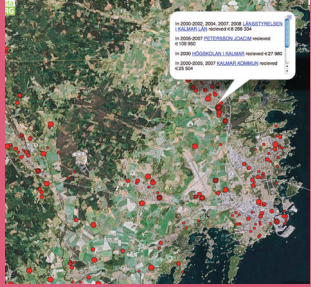 In 2000-2002, 2004, 2007, 2008 LÄNSSTYRELSEN
I KALMAR LÄN recieved €8 268 334
In 2005-2007 PETERSSON JOACIM recieved
€109 950
In 2000 HÖGSKOLAN I KALMAR recieved €27 980
In 2000-2005, 2007 KALMAR KOMMUN recieved
€25 504